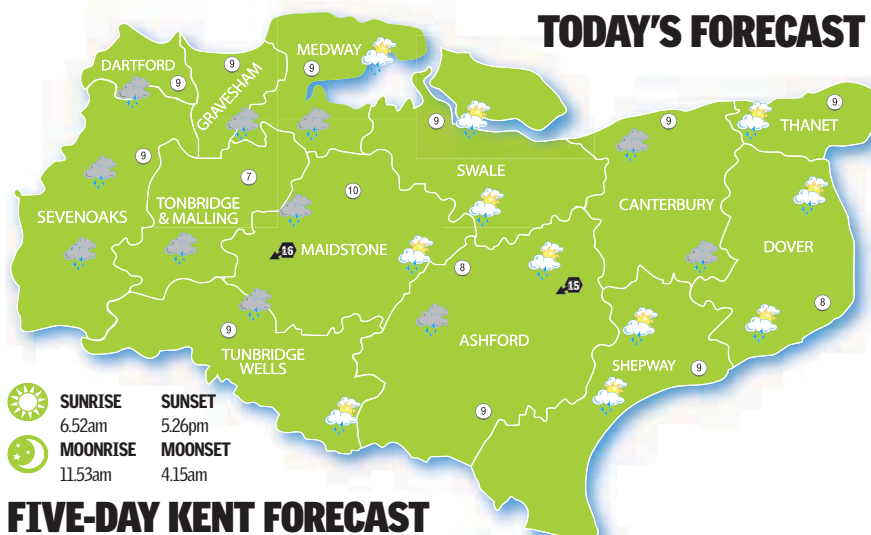 TODAY'S FORECAST
MEDWAY
DARTFORD
9
9
9
GRAVESHAM
9
9
9
THANET
9
7
10
SWALE
SEVENOAKS
TONBRIDGE
& MALLING
CANTERBURY
16
MAIDSTONE
DOVER
8
15
8
9
ASHFORD
TUNBRIDGE
WELLS
SHEPWAY
9
9
SUNRISE SUNSET
6.52am 5.26pm
MOONRISE MOONSET
11.53am 4.15am
FIVE-DAY KENT FORECAST